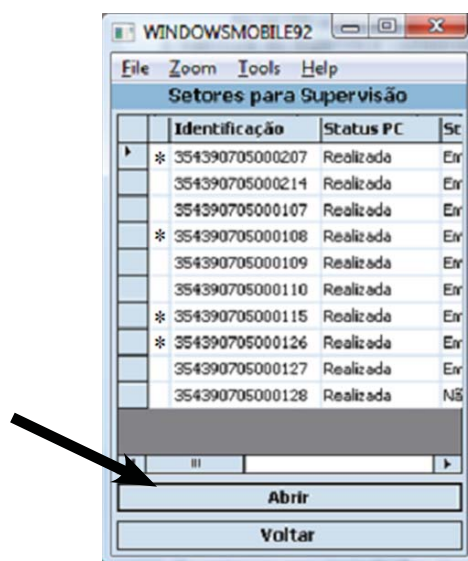 WINDOWSMOBILE92
File Zoom Tools Help
Setores para Supervisão
Identificação Status PC
* 354390705000207 Realizada
354390705000214 Realizada
354390705000107 Realizada
* 354390705000108 Realizada
354390705000109 Realizada
354390705000110 Realizada
* 354390705000115 Realizada
* 354390705000126 Realizada
354390705000127 Realizada
354390705000128 Realizada
Abrir
Voltar